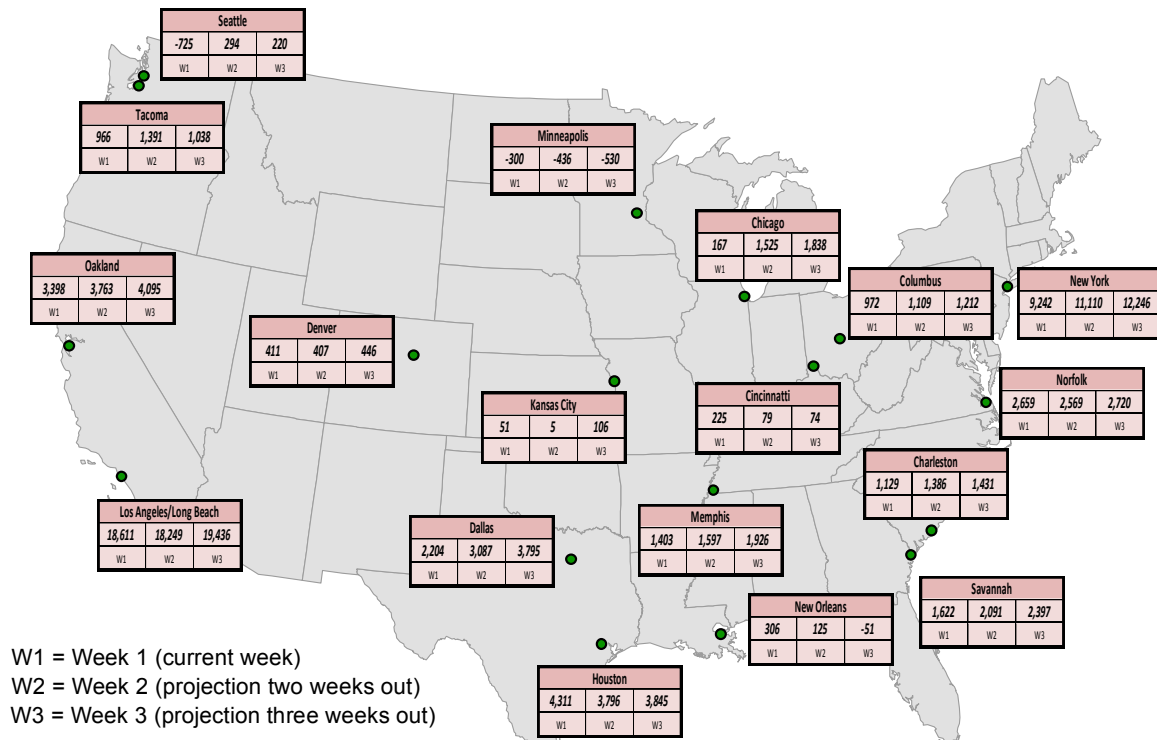 Seattle
-725 294 220
W1 W2 W3
Tacoma
966 1,391 1,038
W1 W2 W3
Minneapolis
-300 -436 -530
W1 W2 W3
Chicago
167 1,525 1,838
W1 W2 W3
Oakland
3,398 3,763 4,095
W1 W2 W3
Columbus
972 1,109 1,212
W1 W2 W3
New York
9,242 11,110 12,246
W1 W2 W3
Denver
411 407 446
W1 W2 W3
Norfolk
2,659 2,569 2,720
W1 W2 W3
Kansas City
51 5 106
W1 W2 W3
Cincinnatti
225 79 74
W1 W2 W3
Charleston
1,129 1,386 1,431
W1 W2 W3
Los Angeles/Long Beach
18,611 18,249 19,436
W1 W2 W3
Dallas
2,204 3,087 3,795
W1 W2 W3
Memphis
1,403 1,597 1,926
W1 W2 W3
Savannah
1,622 2,091 2,397
W1 W2 W3
New Orleans
306 125 -51
W1 W2 W3
Houston
4,311 3,796 3,845
W1 W2 W3
W1 = Week 1 (current week)
W2 = Week 2 (projection two weeks out)
W3 = Week 3 (projection three weeks out)